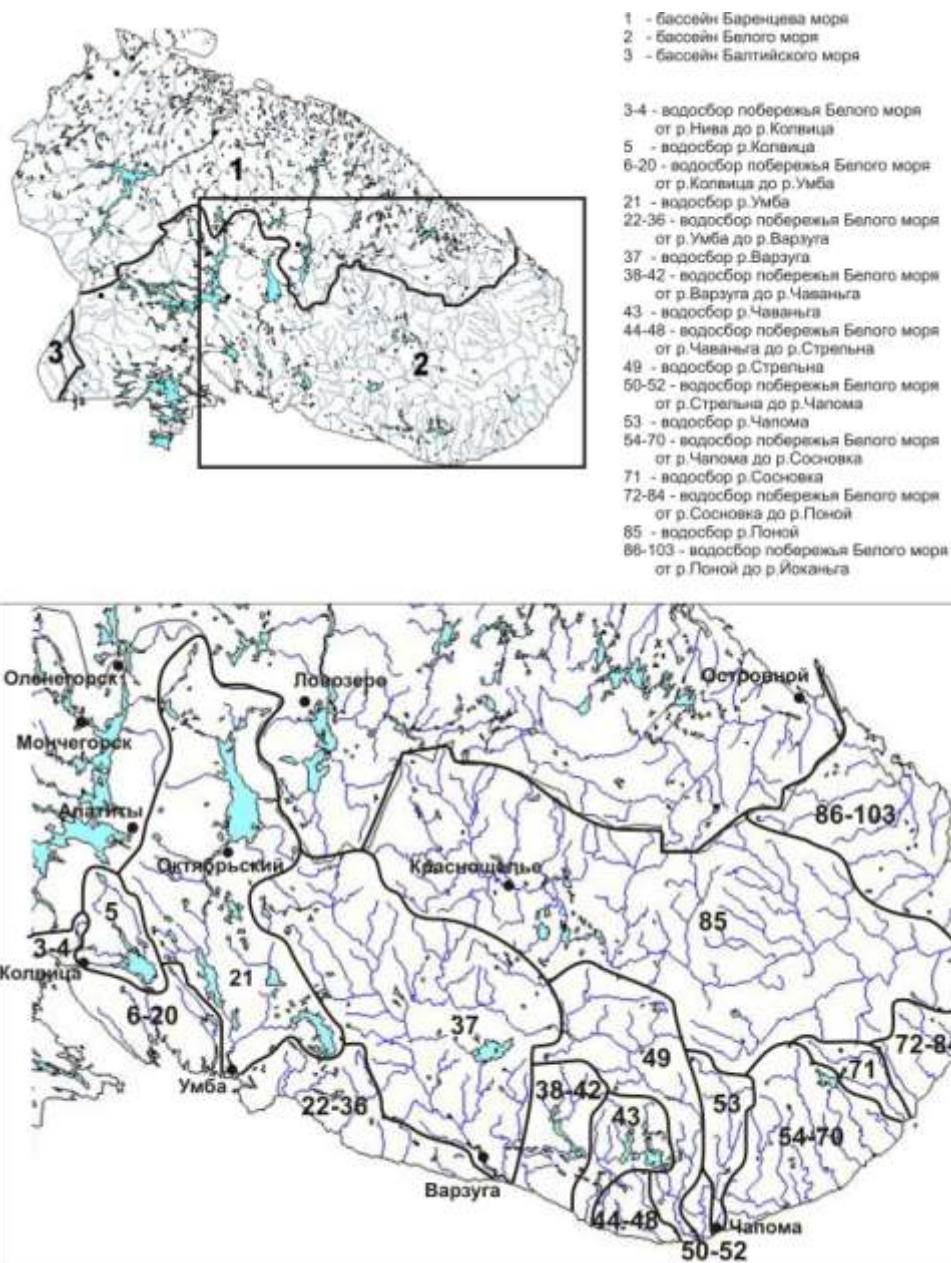 1 - бассейн Баренцева моря
2 - бассейн Белого моря
3 - бассейн Балтийского моря
3-4 - водосбор побережья Белого моря
от р.Нива до р.Колвица
5 - водосбор р.Колвица
6-20 - водосбор побережья Белого моря
от р.Колвица до р.Умба
21 - водосбор р.Умба
22-36 - водосбор побережья Белого моря
от р.Умба до р.Варзуга
37 - водосбор р.Варзуга
38-42 - водосбор побережья Белого моря
от р.Варзуга до р.Чаваньга
43 - водосбор р.Чаваньга
44-48 - водосбор побережья Белого моря
от р.Чаваньга до р.Стрельна
49 - водосбор р.Стрельна
50-52 - водосбор побережья Белого моря
от р.Стрельна до р.Чапома
53 - водосбор р.Чапома
54-70 - водосбор побережья Белого моря
от р.Чапома до р.Сосновка
71 - водосбор р.Сосновка
72-84 - водосбор побережья Белого моря
от р.Сосновка до р.Поной
85 - водосбор р.Поной
86-103 - водосбор побережья Белого моря
от р.Поной до р.Йоканьга
1
3
2
Оленегорск
Ловозеро
Островной
Мончегорск
Апатиты
86-103
Октябрьский
Краснощелье
5
85
3-4
Колвица
21
6-20
37
72-84
49
71
Умба
38-42
53
22-36
43
54-70
Варзуга
44-48
Чапома
50-52